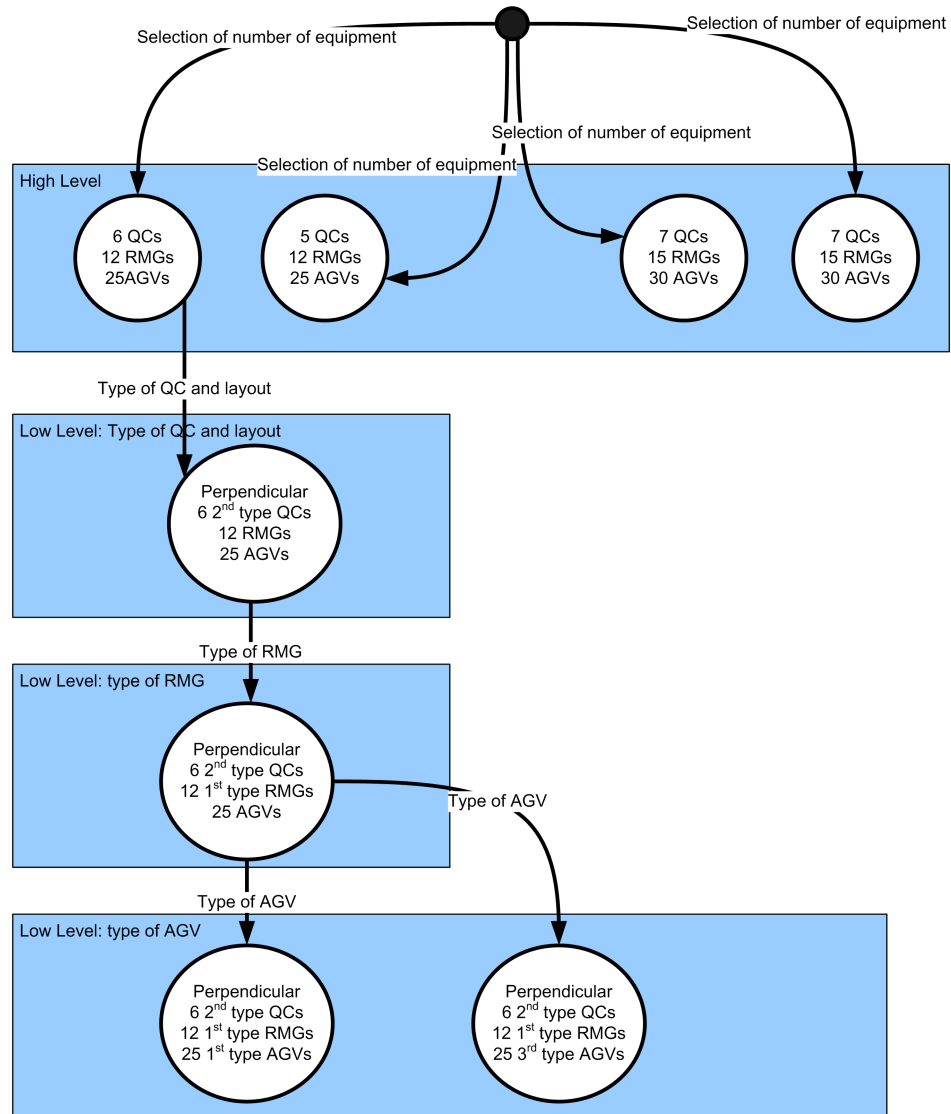 Selection of number of equipment
Selection of number of equipment
Selection of number of equipment
Selection of number of equipment
High Level
6 QCs
12 RMGs
25AGVs
5 QCs
12 RMGs
25 AGVs
7 QCs
15 RMGs
30 AGVs
7 QCs
15 RMGs
30 AGVs
Type of QC and layout
Low Level: Type of QC and layout
Perpendicular
6 2nd type QCs
12 RMGs
25 AGVs
Type of RMG
Low Level: type of RMG
Perpendicular
6 2nd type QCs
12 1st type RMGs
25 AGVs
Type of AGV
Type of AGV
Low Level: type of AGV
Perpendicular
6 2nd type QCs
12 1st type RMGs
25 1st type AGVs
Perpendicular
6 2nd type QCs
12 1st type RMGs
25 3rd type AGVs